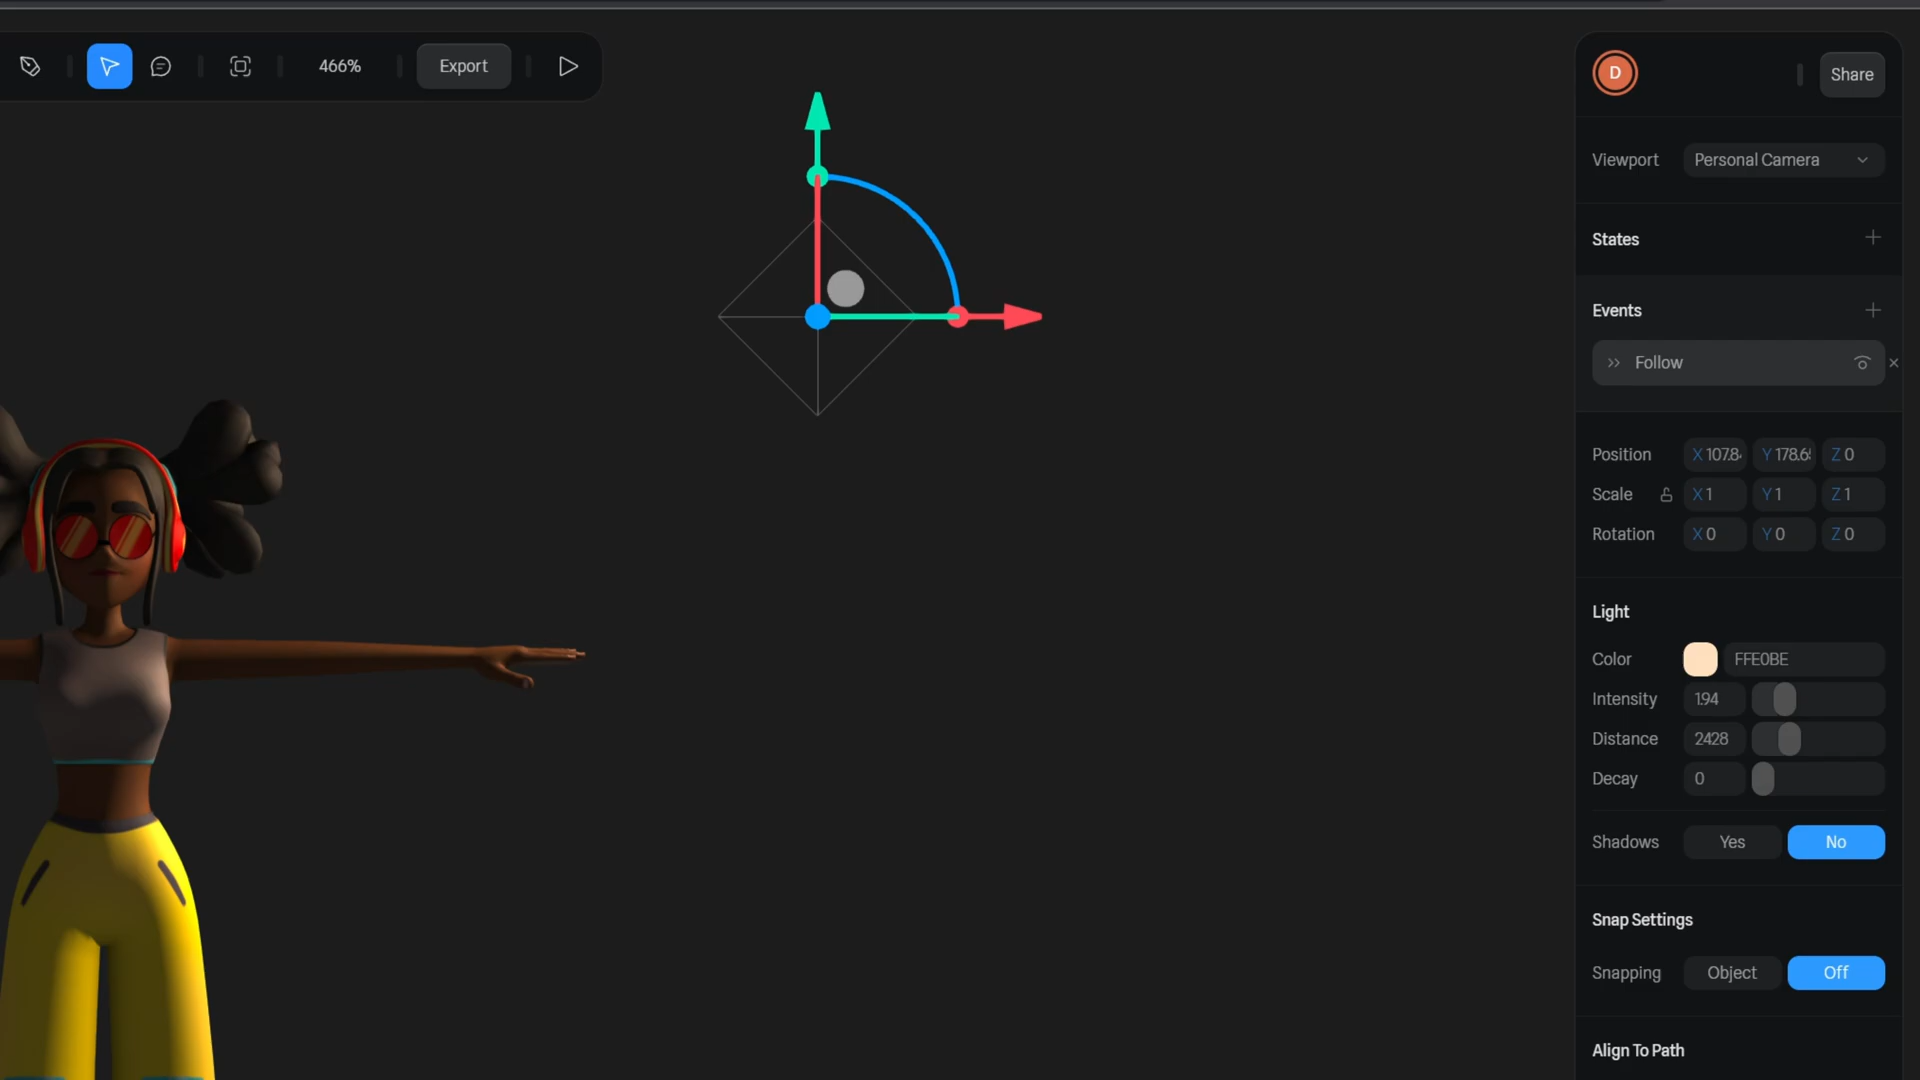 466%
Export
D
Share
Viewport
Personal Camera
States
Events
Follow
Position X 107.8 Y 178.6 Z 0
Scale X 1 Y 1 Z 1
Rotation X 0 Y 0 Z 0
Light
Color FFE0BE
Intensity 1.94
Distance 2428
Decay 0
Shadows Yes No
Snap Settings
Snapping Object Off
Align To Path